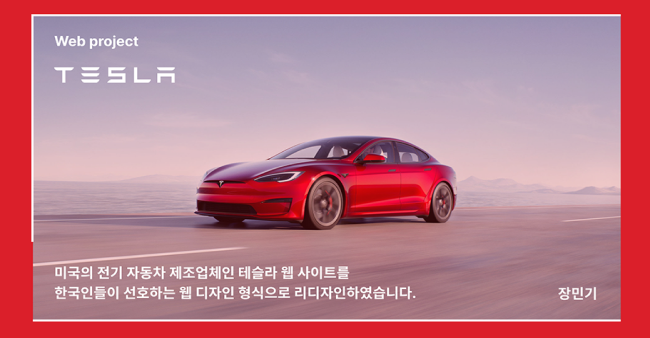 Web project
TESLA
미국의 전기 자동차 제조업체인 테슬라 웹 사이트를
한국인들이 선호하는 웹 디자인 형식으로 리디자인하였습니다.
장민기